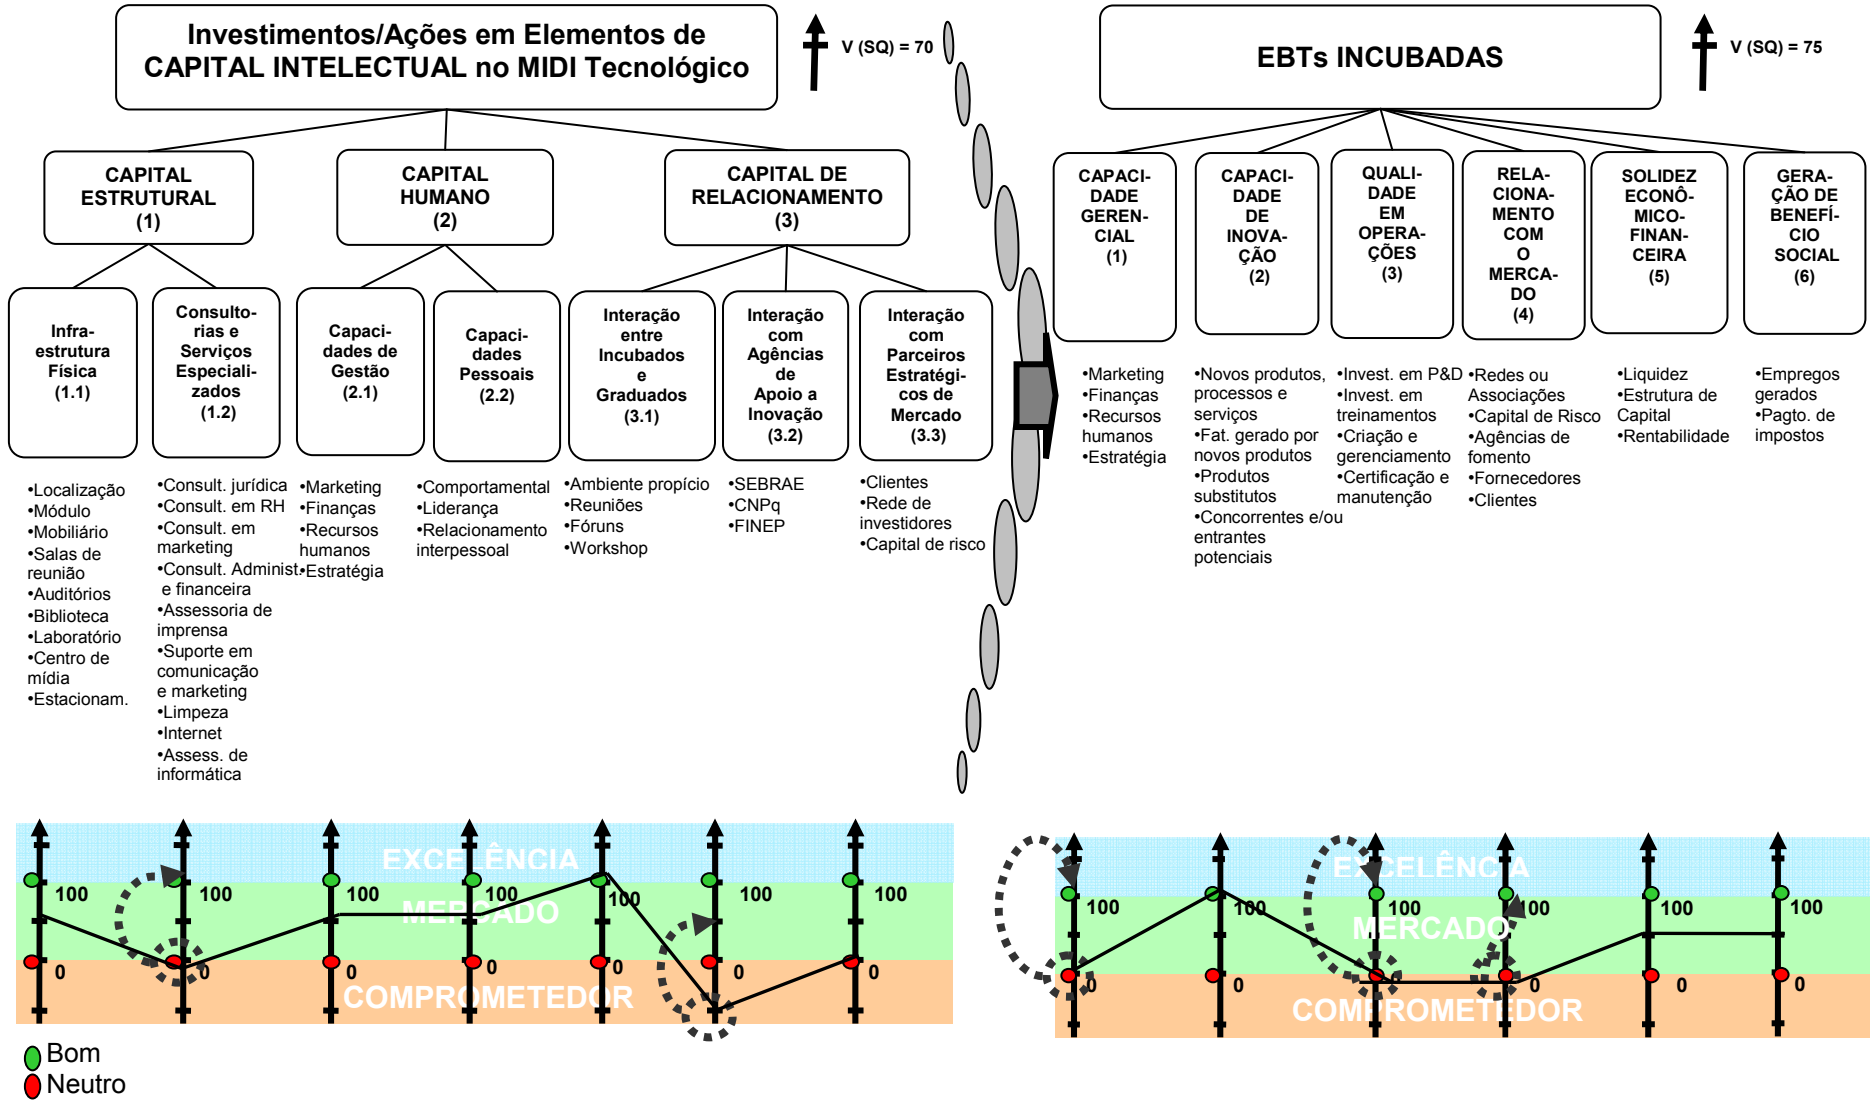 Investimentos/Ações em Elementos de
CAPITAL INTELECTUAL no MIDI Tecnológico
V (SQ) = 70
CAPITAL
ESTRUTURAL
(1)
CAPITAL
HUMANO
(2)
CAPITAL DE
RELACIONAMENTO
(3)
Infra-
estrutura
Física
(1.1)
Consulto-
rias e
Serviços
Especiali-
zados
(1.2)
Capaci-
dades de
Gestão
(2.1)
Capaci-
dades
Pessoais
(2.2)
Interação
entre
Incubados
e
Graduados
(3.1)
Interação
com
Agências
de
Apoio a
Inovação
(3.2)
Interação
com
Parceiros
Estratégi-
cos de
Mercado
(3.3)
•Localização
•Módulo
•Mobiliário
•Salas de
reunião
•Auditórios
•Biblioteca
•Laboratório
•Centro de
mídia
•Estacionam.
•Consult. jurídica
•Consult. em RH
•Consult. em
marketing
•Consult. Administ.
e financeira
•Assessoria de
imprensa
•Suporte em
comunicação
e marketing
•Limpeza
•Internet
•Assess. de
informática
•Marketing
•Finanças
•Recursos
humanos
•Estratégia
•Comportamental
•Liderança
•Relacionamento
interpessoal
•Ambiente propício
•Reuniões
•Fóruns
•Workshop
•SEBRAE
•CNPq
•FINEP
•Clientes
•Rede de
investidores
•Capital de risco
EBTs INCUBADAS
V (SQ) = 75
CAPACI-
DADE
GEREN-
CIAL
(1)
CAPACI-
DADE
DE
INOVA-
ÇÃO
(2)
QUALI-
DADE
EM
OPERA-
ÇÕES
(3)
RELA-
CIONA-
MENTO
COM
O
MERCA-
DO
(4)
SOLIDEZ
ECONÔ-
MICO-
FINAN-
CEIRA
(5)
GERA-
ÇÃO DE
BENEFÍ-
CIO
SOCIAL
(6)
•Marketing
•Finanças
•Recursos
humanos
•Estratégia
•Novos produtos,
processos e
serviços
•Fat. gerado por
novos produtos
•Produtos
substitutos
•Concorrentes e/ou
entrantes
potenciais
•Invest. em P&D
•Invest. em
treinamentos
•Criação e
gerenciamento
•Certificação e
manutenção
•Redes ou
Associações
•Capital de Risco
•Agências de
fomento
•Fornecedores
•Clientes
•Liquidez
•Estrutura de
Capital
•Rentabilidade
•Empregos
gerados
•Pagto. de
impostos
EXCELÊNCIA
100 100 100 100 100 100 100
MERCADO
0 0 0 0 0 0 0
COMPROMETEDOR
EXCELÊNCIA
100 100 100 100 100 100
MERCADO
0 0 0 0 0 0
COMPROMETEDOR
Bom
Neutro